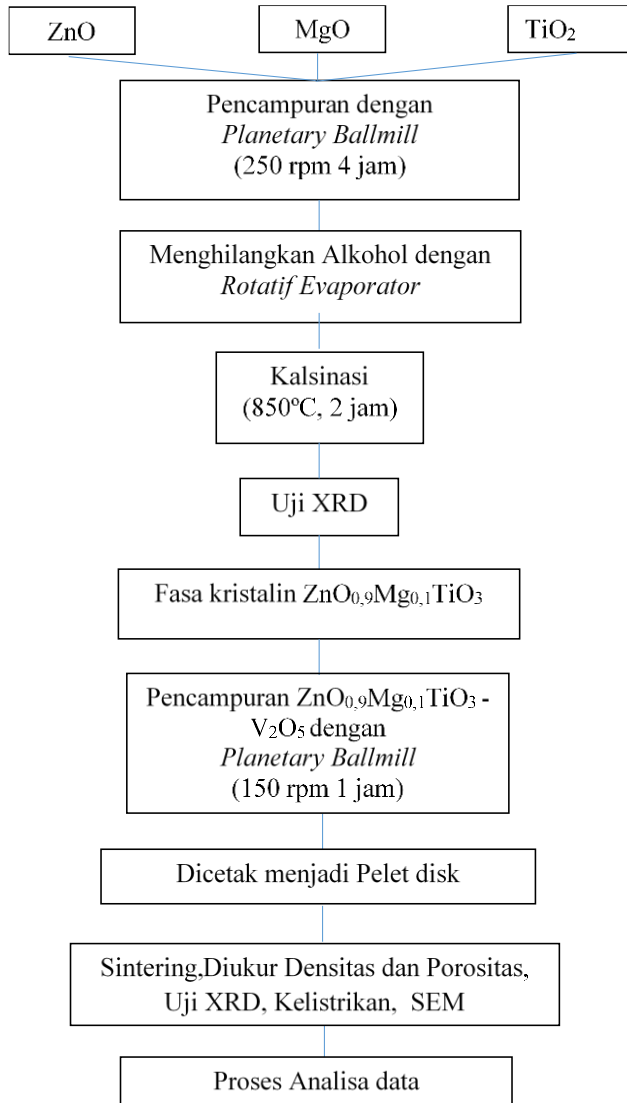 ZnO MgO TiO₂
Pencampuran dengan
Planetary Ballmill
(250 rpm 4 jam)
Menghilangkan Alkohol dengan
Rotatif Evaporator
Kalsinasi
(850ºC, 2 jam)
Uji XRD
Fasa kristalin ZnO₀,₉Mg₀,₁TiO₃
Pencampuran ZnO₀,₉Mg₀,₁TiO₃ -
V₂O₅ dengan
Planetary Ballmill
(150 rpm 1 jam)
Dicetak menjadi Pelet disk
Sintering,Diukur Densitas dan Porositas,
Uji XRD, Kelistrikan, SEM
Proses Analisa data